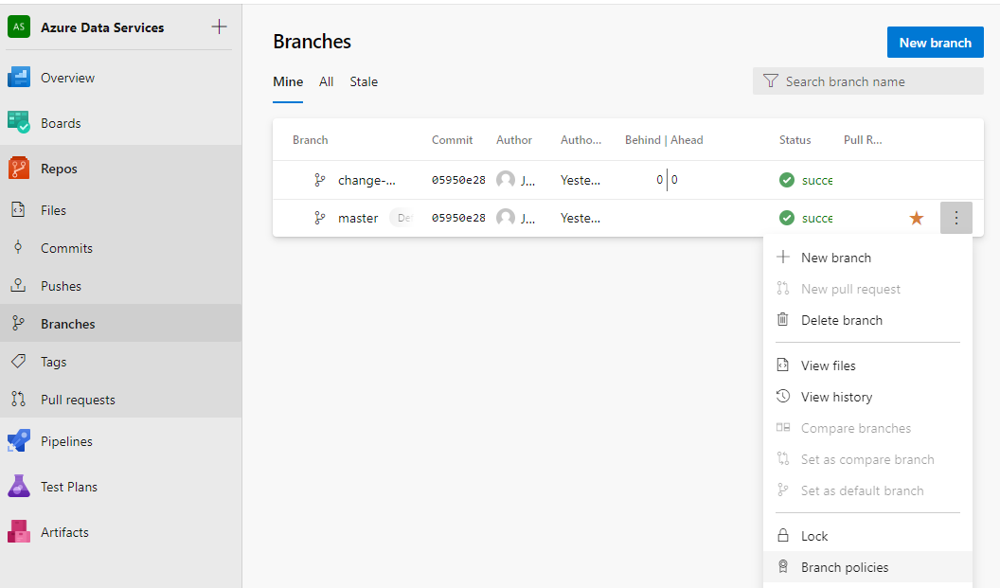 AS Azure Data Services
Overview
Boards
Repos
Files
Commits
Pushes
Branches
Tags
Pull requests
Pipelines
Test Plans
Artifacts
Branches
New branch
Mine All Stale
Search branch name
Branch Commit Author Autho... Behind | Ahead Status Pull R...
change-... 05950e28 J... Yeste... 0 0 succe
master De 05950e28 J... Yeste... succe
New branch
New pull request
Delete branch
View files
View history
Compare branches
Set as compare branch
Set as default branch
Lock
Branch policies